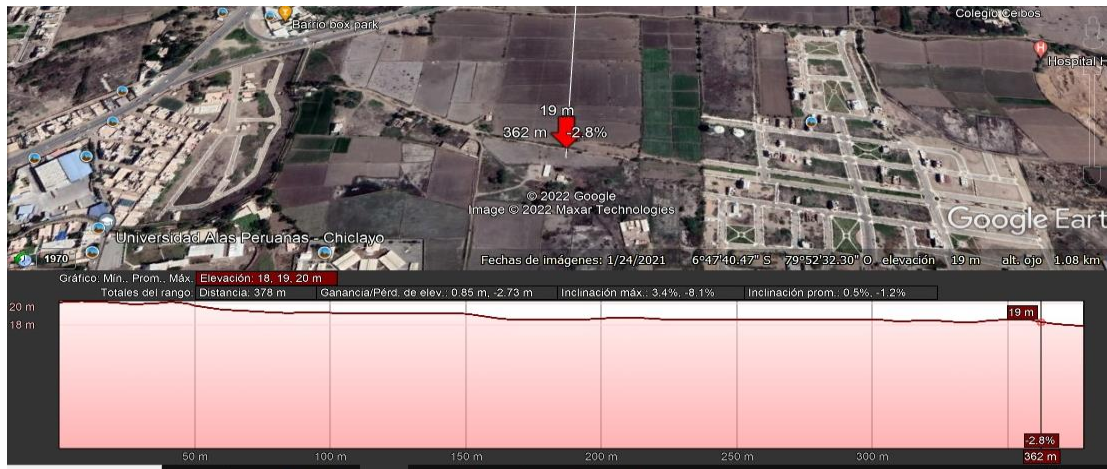 Barrio box park
Colegio Ceibos
Hospital H
19 m
362 m -2.8%
© 2022 Google
Image © 2022 Maxar Technologies
Google Eart
Universidad Alas Peruanas - Chiclayo
1970
Fechas de imágenes: 1/24/2021 6°47'40.47" S 79°52'32.30" O elevación 19 m alt. ojo 1.08 km
Gráfico: Mín., Prom., Máx. Elevación: 18, 19, 20 m
Totales del rango: Distancia: 378 m Ganancia/Pérd. de elev.: 0.85 m, -2.73 m Inclinación máx.: 3.4%, -8.1% Inclinación prom.: 0.5%, -1.2%
20 m
19 m
18 m
-2.8%
50 m 100 m 150 m 200 m 250 m 300 m 362 m